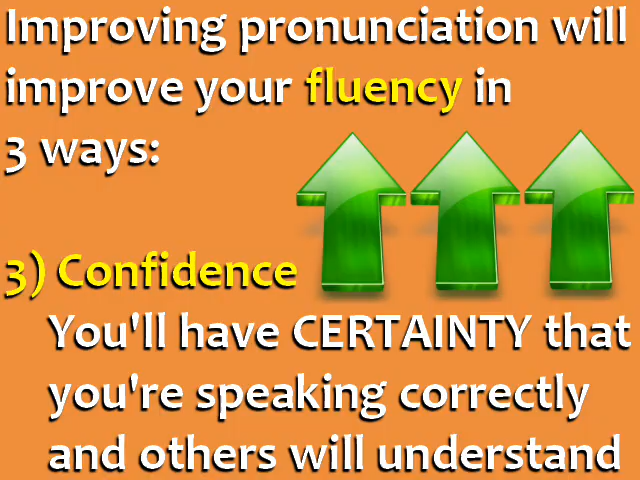 Improving pronunciation will
improve your fluency in
3 ways:
3) Confidence
You'll have CERTAINTY that
you're speaking correctly
and others will understand